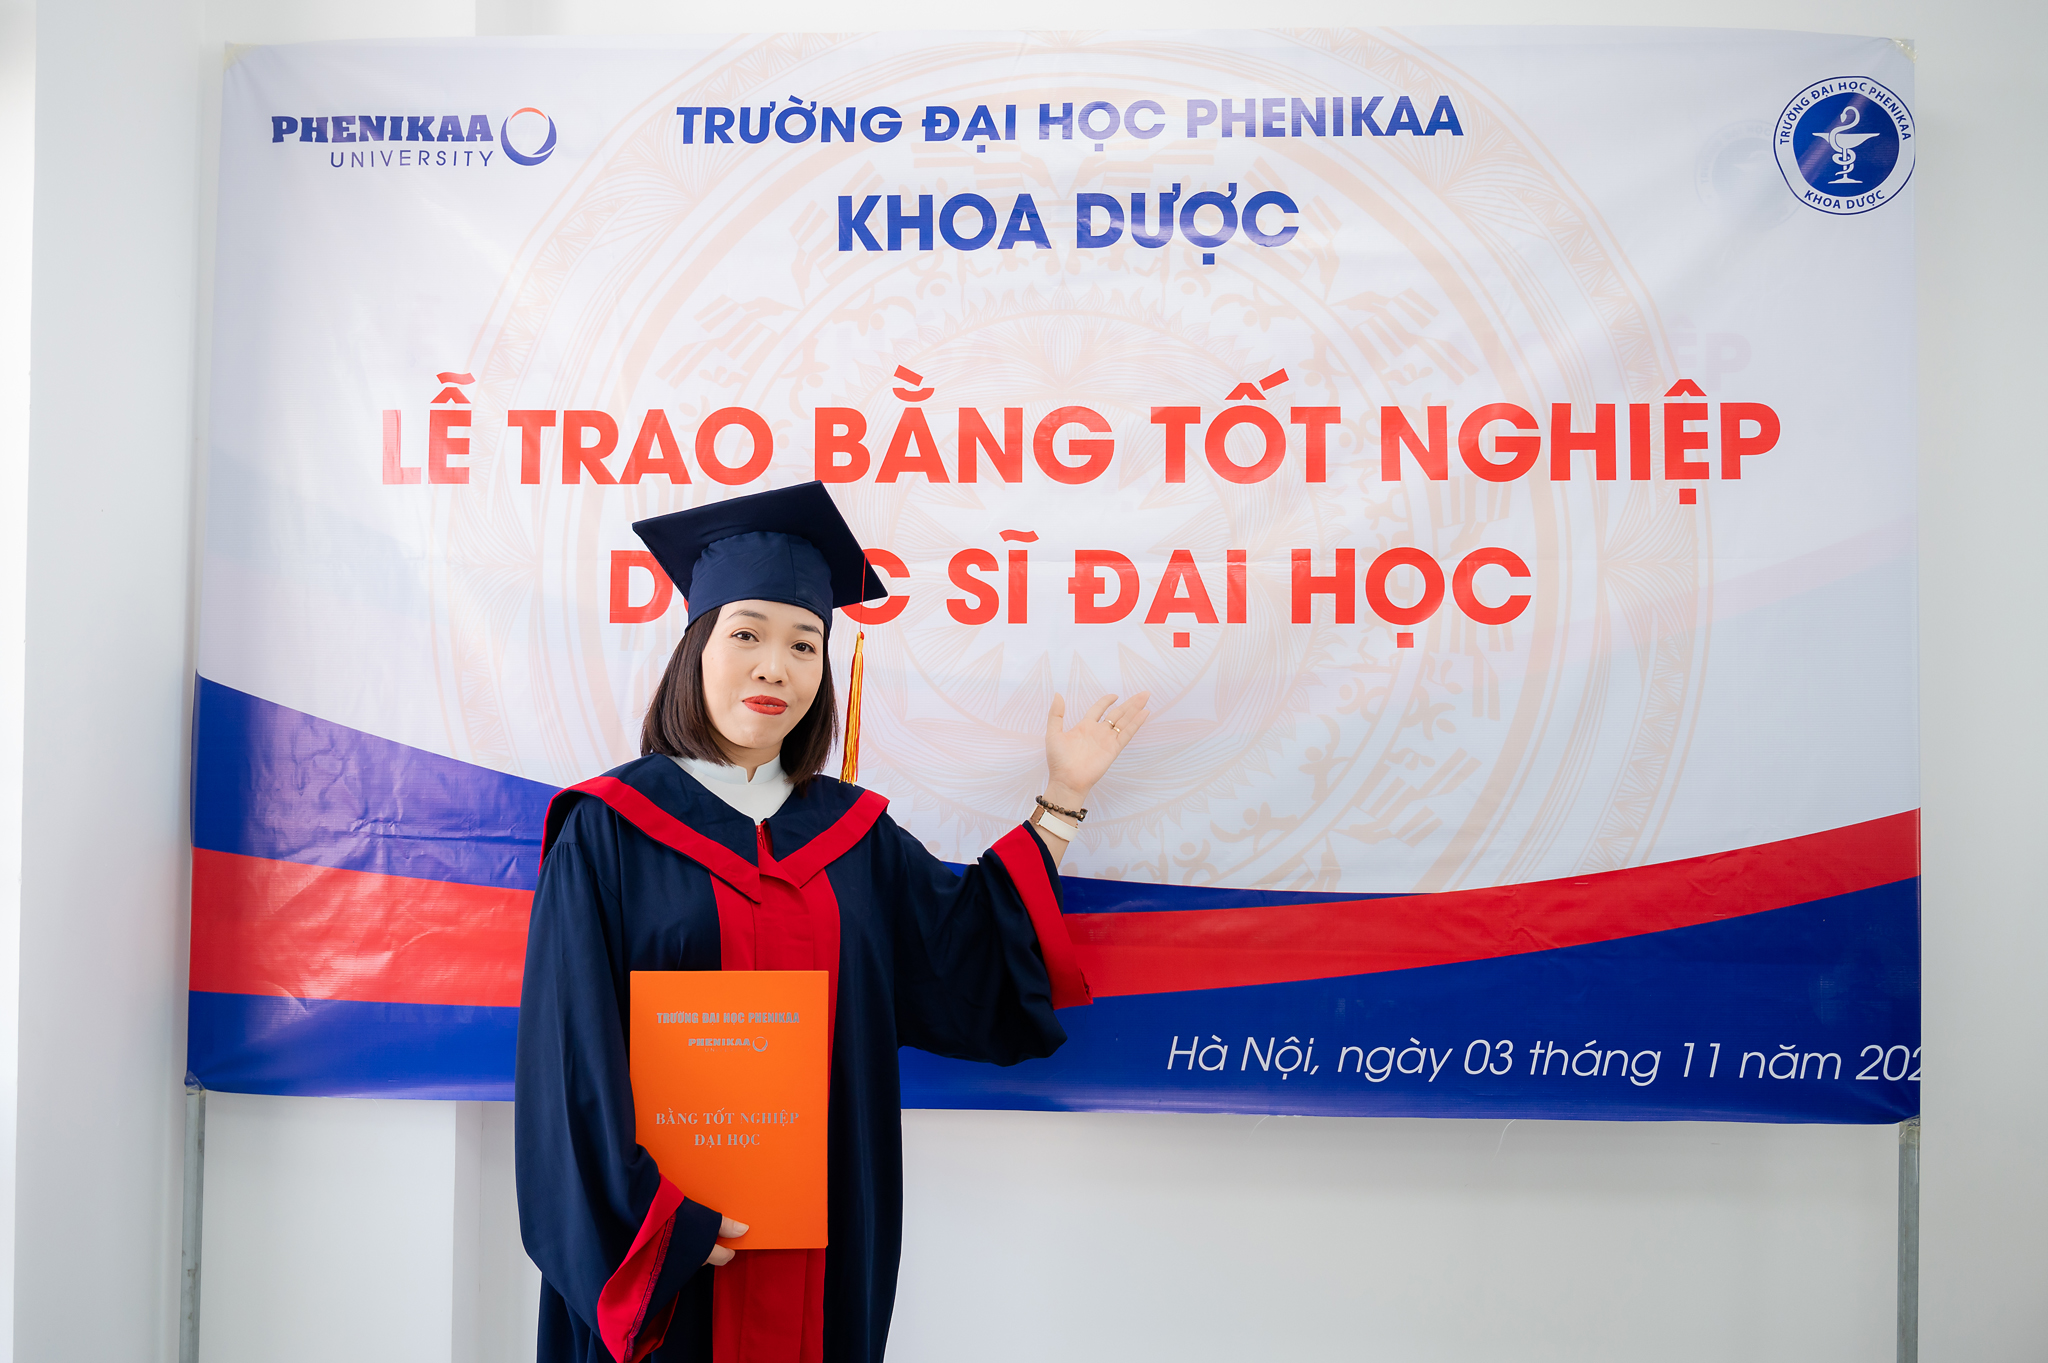 PHENIKAA
UNIVERSITY
TRƯỜNG ĐẠI HỌC PHENIKAA
KHOA DƯỢC
TRƯỜNG ĐẠI HỌC PHENIKAA
KHOA DƯỢC
LỄ TRAO BẰNG TỐT NGHIỆP
SĨ ĐẠI HỌC
Hà Nội, ngày 03 tháng 11 năm
TRƯỜNG ĐẠI HỌC PHENIKAA
PHENIKAA
BẰNG TỐT NGHIỆP
ĐẠI HỌC